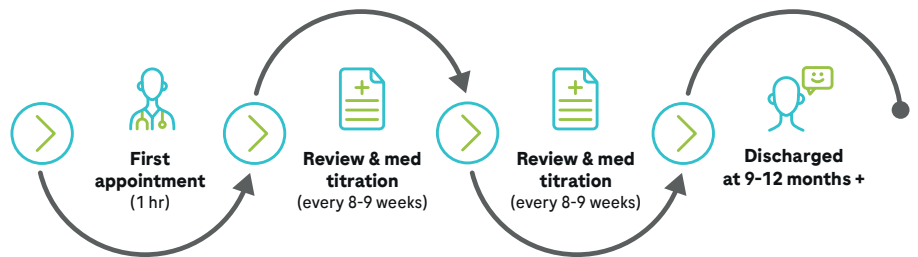 First
appointment
(1 hr)
Review & med
titration
(every 8-9 weeks)
Review & med
titration
(every 8-9 weeks)
Discharged
at 9-12 months +